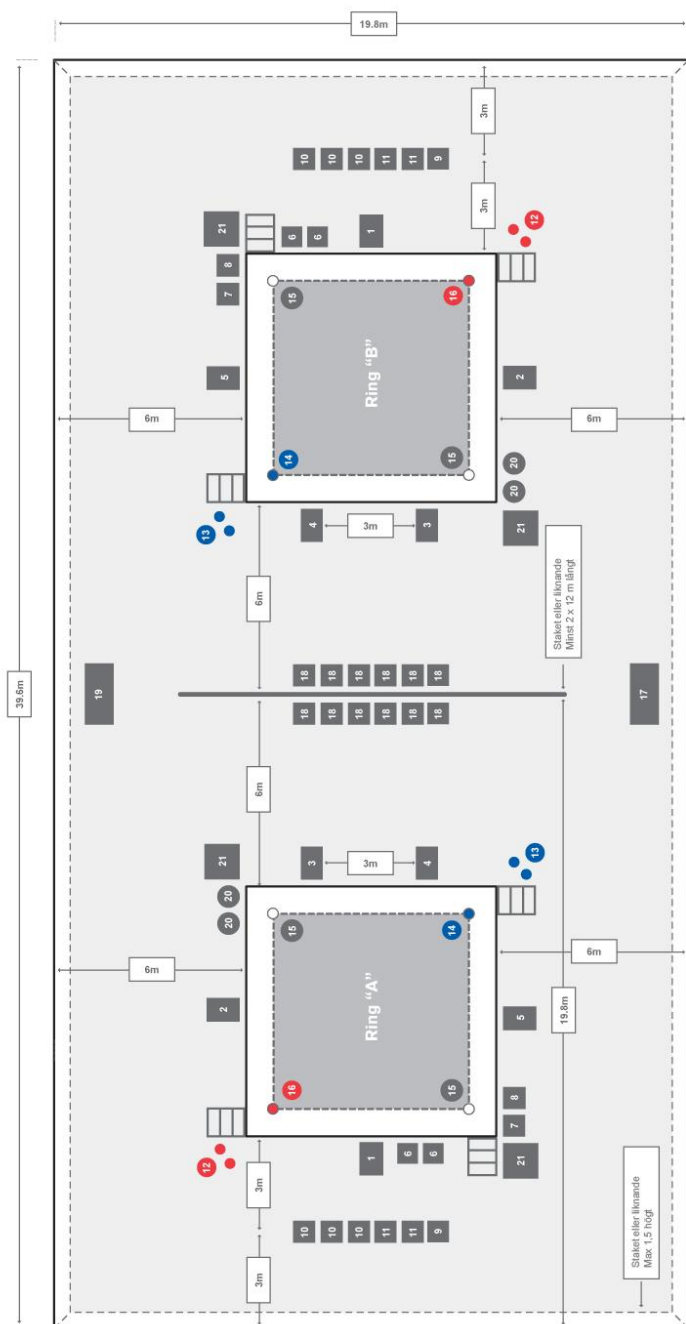 19.8m
3m
10 10 10 11 11 9
3m
12
21
6 6 1
8
7
15 16
5
Ring "B"
2
6m 6m
14 15
20
20
13
4 3m 3
21
6m
Staket eller liknande
Minst 2 x 12 m långt
39.6m
19
18 18 18 18 18 18
18 18 18 18 18 18
17
6m
21
3 3m 4
13
20
20
15 14
6m 6m
2
Ring "A"
5
19.8m
16 15
8
7
12
1 6 6
21
3m
10 10 10 11 11 9
3m
Staket eller liknande
Max 1,5 högt